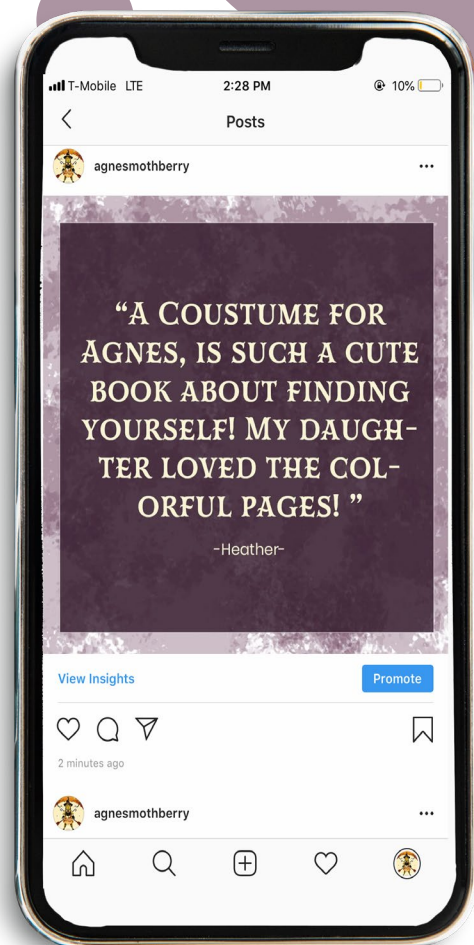 T-Mobile LTE 2:28 PM 10%
Posts
agnesmothberry
“A Coustume for
Agnes, is such a cute
book about finding
yourself! My daugh-
ter loved the col-
orful pages! ”
-Heather-
View Insights Promote
2 minutes ago
agnesmothberry